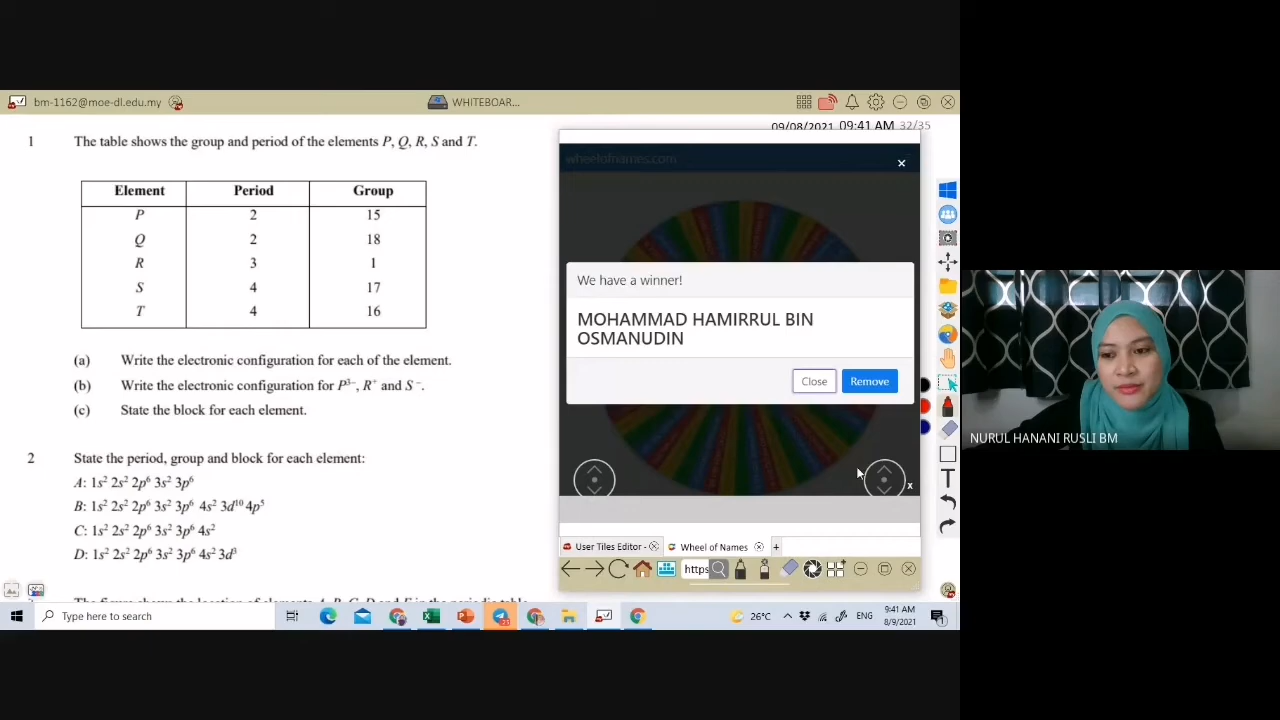 bm-1162@moe-dl.edu.my
WHITEBOAR...
09/08/2021 09:41 AM 32/35
1 The table shows the group and period of the elements P, Q, R, S and T.
Element Period Group
P 2 15
Q 2 18
R 3 1
S 4 17
T 4 16
(a) Write the electronic configuration for each of the element.
(b) Write the electronic configuration for P³⁻, R⁺ and S⁻.
(c) State the block for each element.
2 State the period, group and block for each element:
A: 1s² 2s² 2p⁶ 3s² 3p⁶
B: 1s² 2s² 2p⁶ 3s² 3p⁶ 4s² 3d¹⁰ 4p⁵
C: 1s² 2s² 2p⁶ 3s² 3p⁶ 4s²
D: 1s² 2s² 2p⁶ 3s² 3p⁶ 4s² 3d³
wheelofnames.com
We have a winner!
MOHAMMAD HAMIRRUL BIN
OSMANUDIN
Close Remove
x
User Tiles Editor - Wheel of Names +
https
T
NURUL HANANI RUSLI BM
Type here to search
21
26°C ENG
9:41 AM
8/9/2021
1